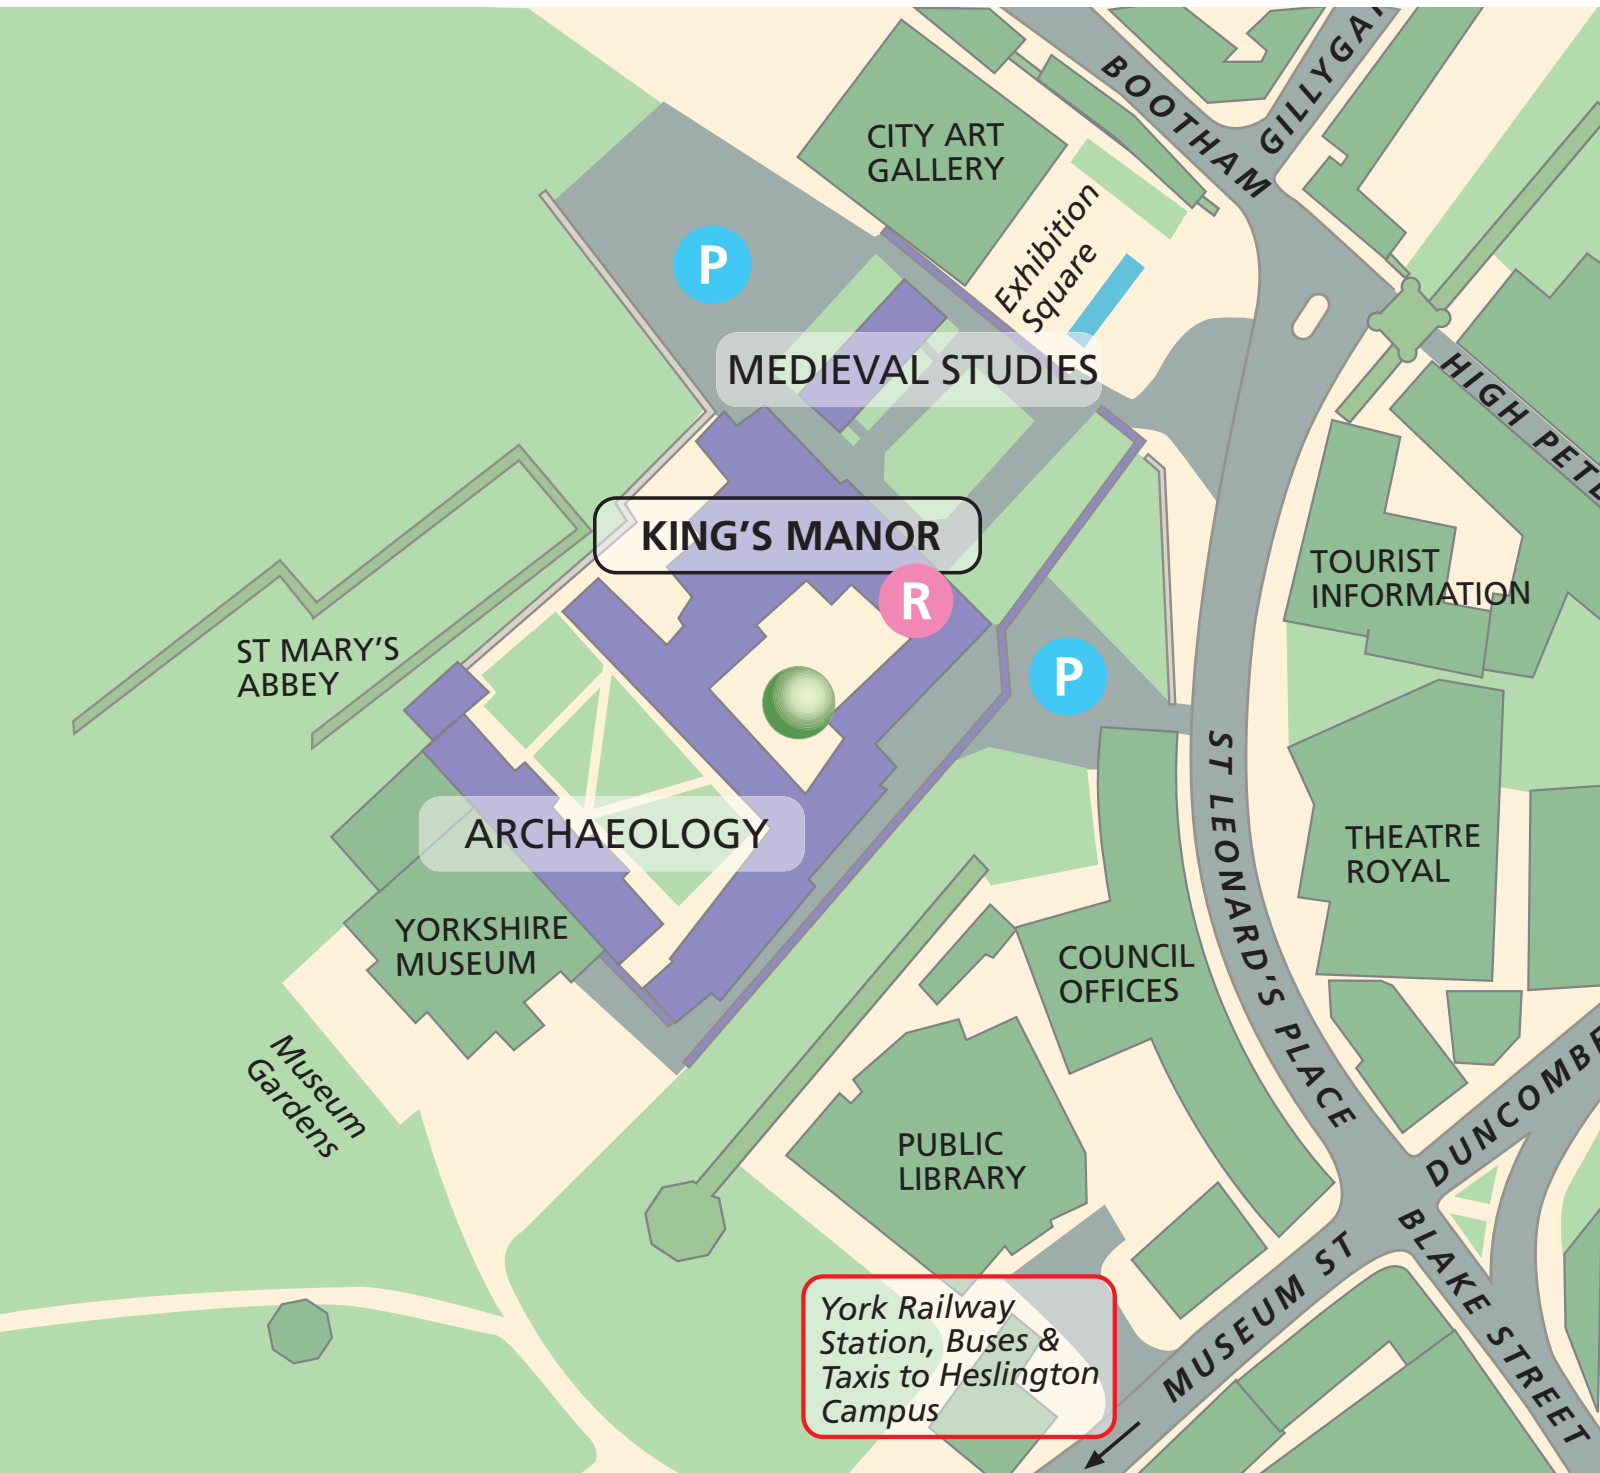 BOOTHAM
GILLYGA
CITY ART
GALLERY
Exhibition
Square
P
MEDIEVAL STUDIES
HIGH PETE
KING’S MANOR
R
TOURIST
INFORMATION
ST MARY’S
ABBEY
P
ST LEONARD’S PLACE
THEATRE
ROYAL
ARCHAEOLOGY
YORKSHIRE
MUSEUM
COUNCIL
OFFICES
Museum
Gardens
DUNCOMBE
PUBLIC
LIBRARY
MUSEUM ST
BLAKE STREET
York Railway
Station, Buses &
Taxis to Heslington
Campus